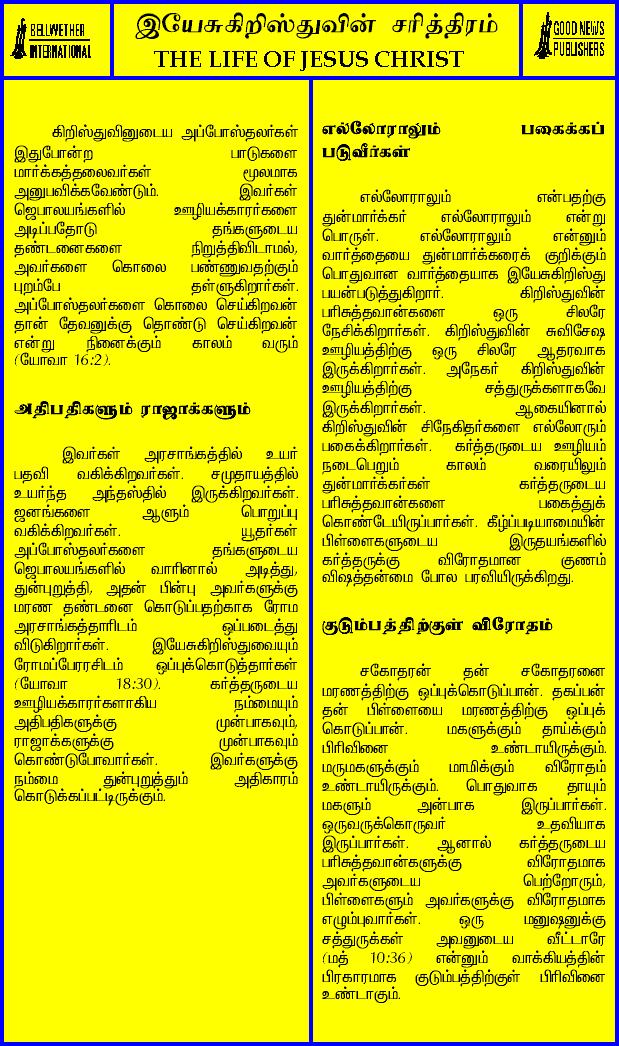 BELLWETHER
INTERNATIONAL
இயேசுகிறிஸ்துவின் சரித்திரம்
THE LIFE OF JESUS CHRIST
GOOD NEWS
PUBLISHERS
கிறிஸ்துவினுடைய அப்போஸ்தலர்கள்
இதுபோன்ற பாடுகளை
மார்க்கத்தலைவர்கள் மூலமாக
அனுபவிக்கவேண்டும். இவர்கள்
ஜெபாலயங்களில் ஊழியக்காரர்களை
அடிப்பதோடு தங்களுடைய
தண்டனைகளை நிறுத்திவிடாமல்,
அவர்களை கொலை பண்ணுவதற்கும்
புறம்பே தள்ளுகிறார்கள்.
அப்போஸ்தலர்களை கொலை செய்கிறவன்
தான் தேவனுக்கு தொண்டு செய்கிறவன்
என்று நினைக்கும் காலம் வரும்
(யோவா 16:2).
அதிபதிகளும் ராஜாக்களும்
இவர்கள் அரசாங்கத்தில் உயர்
பதவி வகிக்கிறவர்கள். சமுதாயத்தில்
உயர்ந்த அந்தஸ்தில் இருக்கிறவர்கள்.
ஜனங்களை ஆளும் பொறுப்பு
வகிக்கிறவர்கள். யூதர்கள்
அப்போஸ்தலர்களை தங்களுடைய
ஜெபாலயங்களில் வாரினால் அடித்து,
துன்புறுத்தி, அதன் பின்பு அவர்களுக்கு
மரண தண்டனை கொடுப்பதற்காக ரோம
அரசாங்கத்தாரிடம் ஒப்படைத்து
விடுகிறார்கள். இயேசுகிறிஸ்துவையும்
ரோமப்பேரரசிடம் ஒப்புக்கொடுத்தார்கள்
(யோவா 18:30). கர்த்தருடைய
ஊழியக்காரர்களாகிய நம்மையும்
அதிபதிகளுக்கு முன்பாகவும்,
ராஜாக்களுக்கு முன்பாகவும்
கொண்டுபோவார்கள். இவர்களுக்கு
நம்மை துன்புறுத்தும் அதிகாரம்
கொடுக்கப்பட்டிருக்கும்.
எல்லோராலும் பகைக்கப்
படுவீர்கள்
எல்லோராலும் என்பதற்கு
துன்மார்க்கர் எல்லோராலும் என்று
பொருள். எல்லோராலும் என்னும்
வார்த்தையை துன்மார்க்கரைக் குறிக்கும்
பொதுவான வார்த்தையாக இயேசுகிறிஸ்து
பயன்படுத்துகிறார். கிறிஸ்துவின்
பரிசுத்தவான்களை ஒரு சிலரே
நேசிக்கிறார்கள். கிறிஸ்துவின் சுவிசேஷ
ஊழியத்திற்கு ஒரு சிலரே ஆதரவாக
இருக்கிறார்கள். அநேகர் கிறிஸ்துவின்
ஊழியத்திற்கு சத்துருக்களாகவே
இருக்கிறார்கள். ஆகையினால்
கிறிஸ்துவின் சிநேகிதர்களை எல்லோரும்
பகைக்கிறார்கள். கர்த்தருடைய ஊழியம்
நடைபெறும் காலம் வரையிலும்
துன்மார்க்கர்கள் கர்த்தருடைய
பரிசுத்தவான்களை பகைத்துக்
கொண்டேயிருப்பார்கள். கீழ்ப்படியாமையின்
பிள்ளைகளுடைய இருதயங்களில்
கர்த்தருக்கு விரோதமான குணம்
விஷத்தன்மை போல பரவியிருக்கிறது.
குடும்பத்திற்குள் விரோதம்
சகோதரன் தன் சகோதரனை
மரணத்திற்கு ஒப்புக்கொடுப்பான். தகப்பன்
தன் பிள்ளையை மரணத்திற்கு ஒப்புக்
கொடுப்பான். மகளுக்கும் தாய்க்கும்
பிரிவினை உண்டாயிருக்கும்.
மருமகளுக்கும் மாமிக்கும் விரோதம்
உண்டாயிருக்கும். பொதுவாக தாயும்
மகளும் அன்பாக இருப்பார்கள்.
ஒருவருக்கொருவர் உதவியாக
இருப்பார்கள். ஆனால் கர்த்தருடைய
பரிசுத்தவான்களுக்கு விரோதமாக
அவர்களுடைய பெற்றோரும்,
பிள்ளைகளும் அவர்களுக்கு விரோதமாக
எழும்புவார்கள். ஒரு மனுஷனுக்கு
சத்துருக்கள் அவனுடைய வீட்டாரே
(மத் 10:36) என்னும் வாக்கியத்தின்
பிரகாரமாக குடும்பத்திற்குள் பிரிவினை
உண்டாகும்.